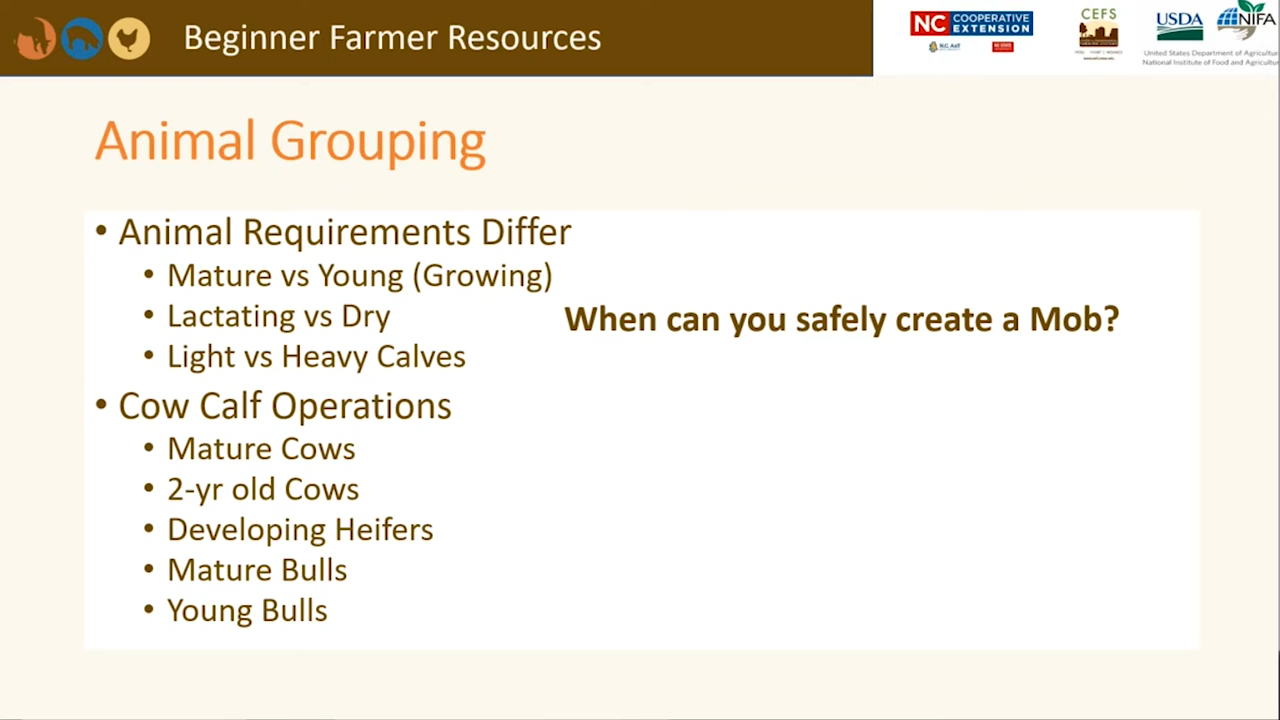 Beginner Farmer Resources
NC COOPERATIVE
EXTENSION
CEFS
USDA
NIFA
United States Department of Agricultu
National Institute of Food and Agricultu
Animal Grouping
• Animal Requirements Differ
• Mature vs Young (Growing)
• Lactating vs Dry
When can you safely create a Mob?
• Light vs Heavy Calves
• Cow Calf Operations
• Mature Cows
• 2-yr old Cows
• Developing Heifers
• Mature Bulls
• Young Bulls